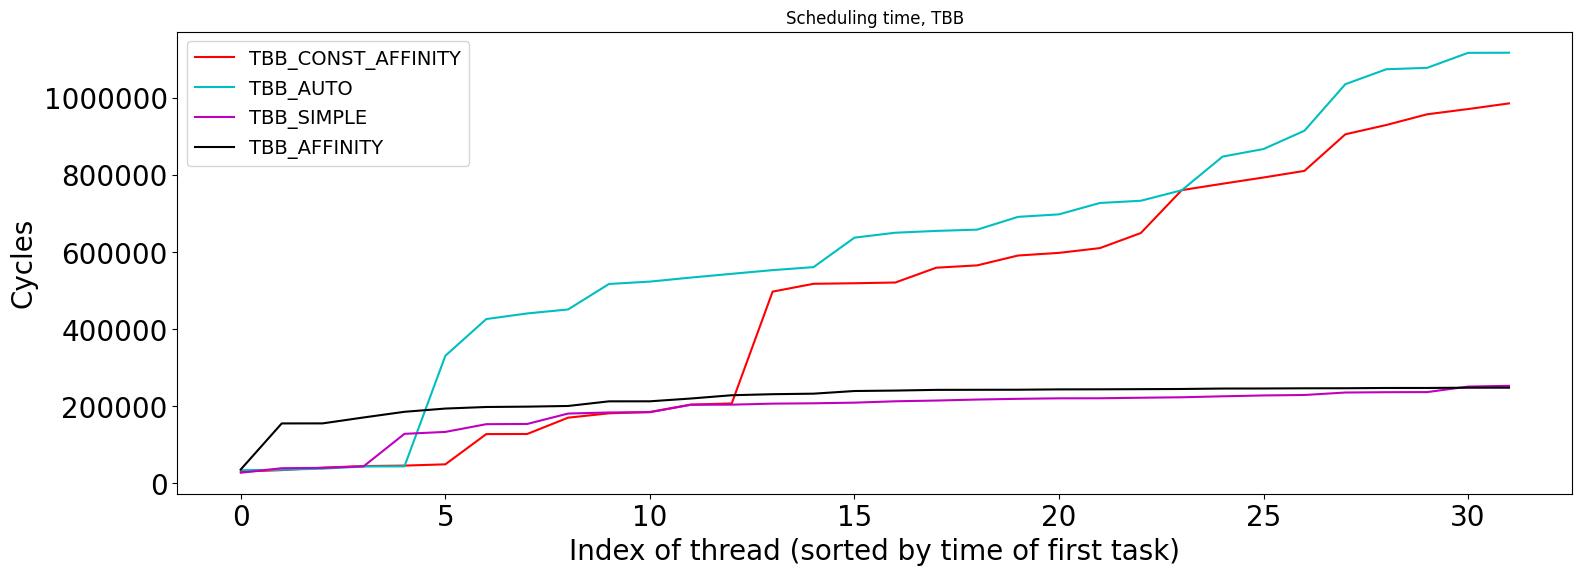 Scheduling time, TBB
TBB_CONST_AFFINITY
TBB_AUTO
TBB_SIMPLE
TBB_AFFINITY
1000000
800000
600000
400000
200000
0
Cycles
0 5 10 15 20 25 30
Index of thread (sorted by time of first task)